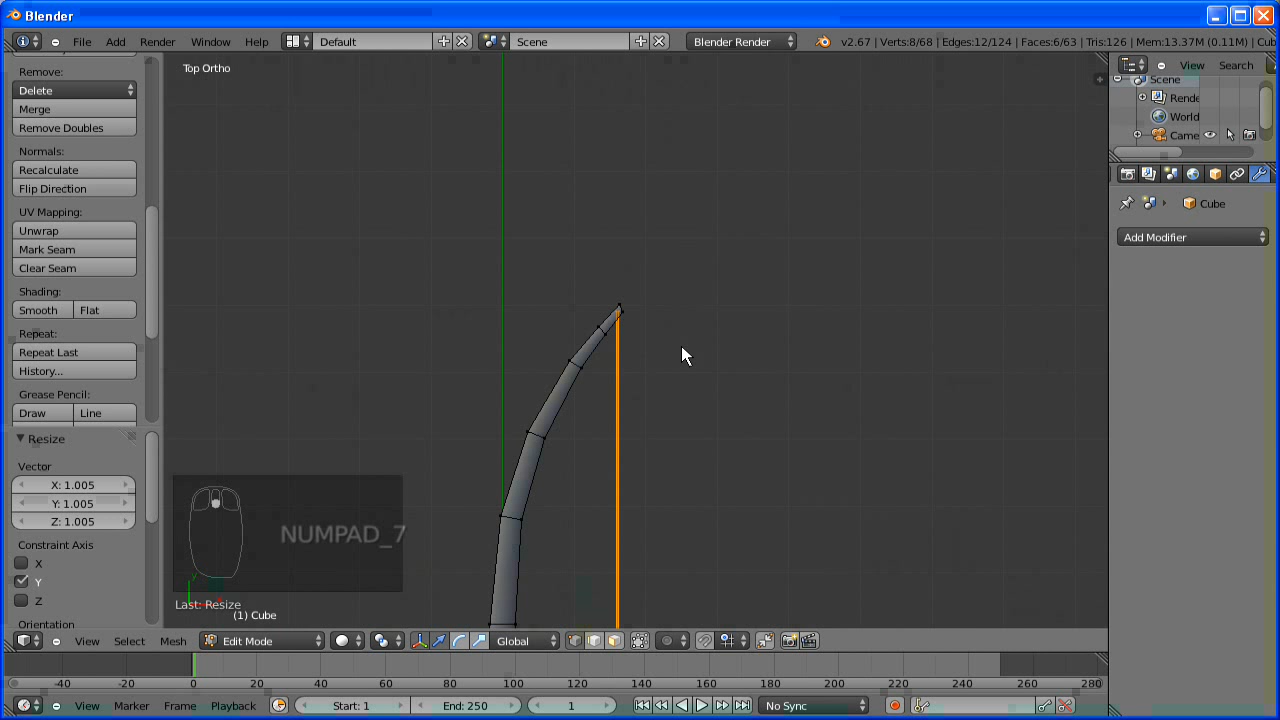 Blender
File Add Render Window Help Default Scene Blender Render v2.67 | Verts:8/68 | Edges:12/124 | Faces:6/63 | Tris:126 | Mem:13.37M (0.11M) | Cub
View Search
Top Ortho
Scene
Rende
World
Came
Remove:
Delete
Merge
Remove Doubles
Normals:
Recalculate
Flip Direction
UV Mapping:
Unwrap
Mark Seam
Clear Seam
Shading:
Smooth Flat
Repeat:
Repeat Last
History...
Grease Pencil:
Draw Line
Cube
Add Modifier
Resize
Vector
X: 1.005
Y: 1.005
Z: 1.005
Constraint Axis
X
Y
Z
Orientation
NUMPAD_7
Last: Resize
(1) Cube
View Select Mesh Edit Mode Global
-40 -20 0 20 40 60 80 100 120 140 160 180 200 220 240 260 280
View Marker Frame Playback Start: 1 End: 250 1 No Sync